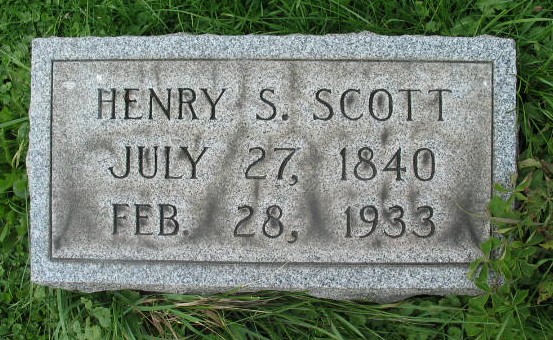 HENRY S. SCOTT
JULY 27, 1840
FEB. 28, 1933